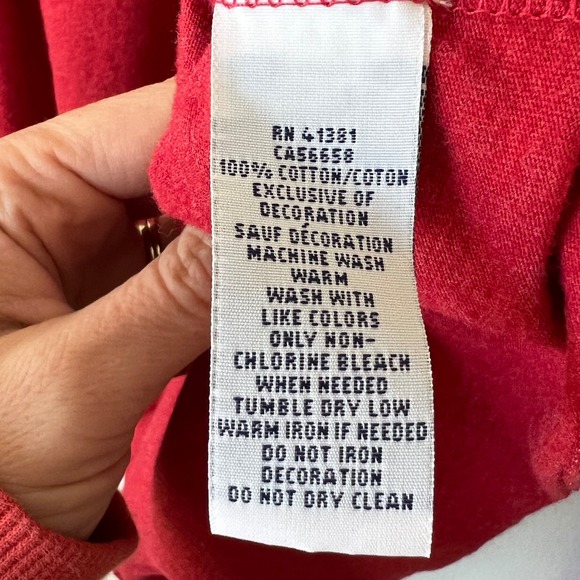 RN 41381
CA56658
100% COTTON/COTON
EXCLUSIVE OF
DECORATION
SAUF DÉCORATION
MACHINE WASH
WARM
WASH WITH
LIKE COLORS
ONLY NON-
CHLORINE BLEACH
WHEN NEEDED
TUMBLE DRY LOW
WARM IRON IF NEEDED
DO NOT IRON
DECORATION
DO NOT DRY CLEAN